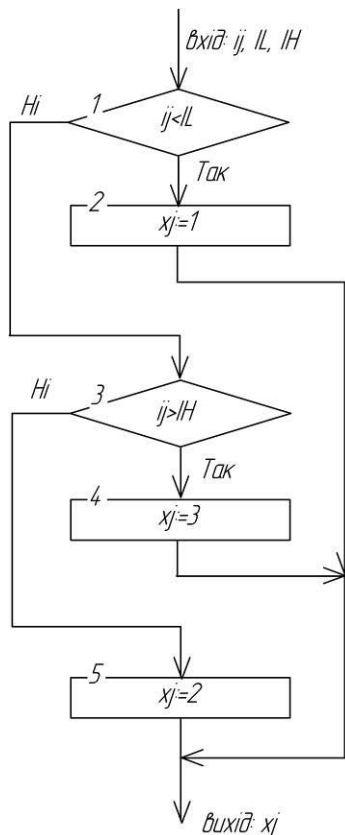 вхід: ij, IL, IH
Ні
1
ij<IL
Так
2
xj:=1
Ні
3
ij>IH
Так
4
xj:=3
5
xj:=2
вихід: xj